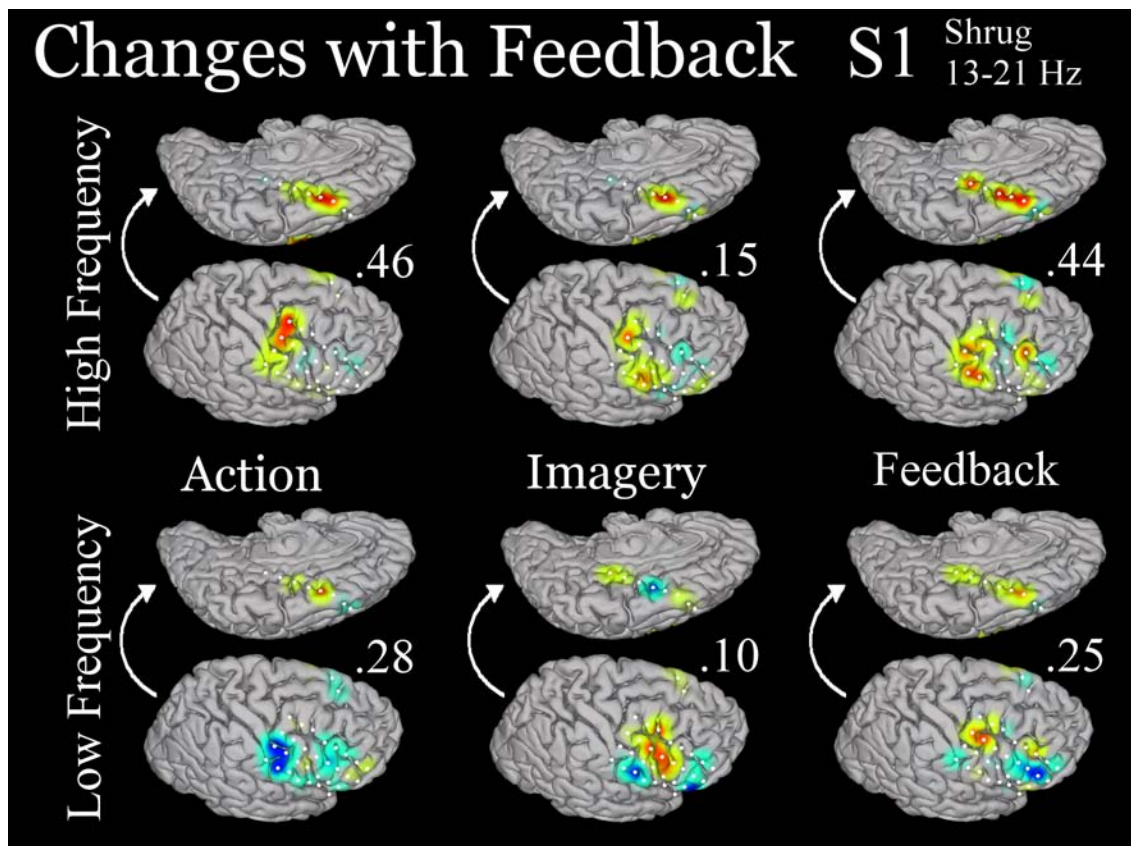 Changes with Feedback S1 Shrug
13-21 Hz
High Frequency
.46 .15 .44
Action Imagery Feedback
Low Frequency
.28 .10 .25